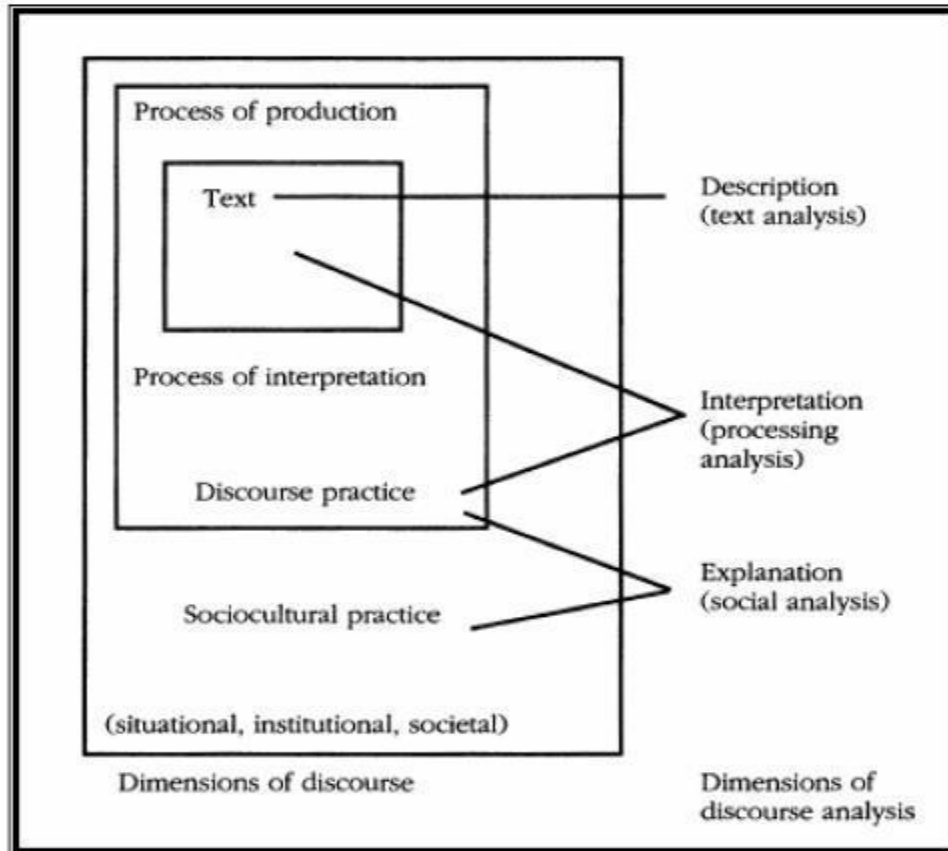 Process of production
Text
Description
(text analysis)
Process of interpretation
Interpretation
(processing
analysis)
Discourse practice
Explanation
(social analysis)
Sociocultural practice
(situational, institutional, societal)
Dimensions of discourse
Dimensions of
discourse analysis